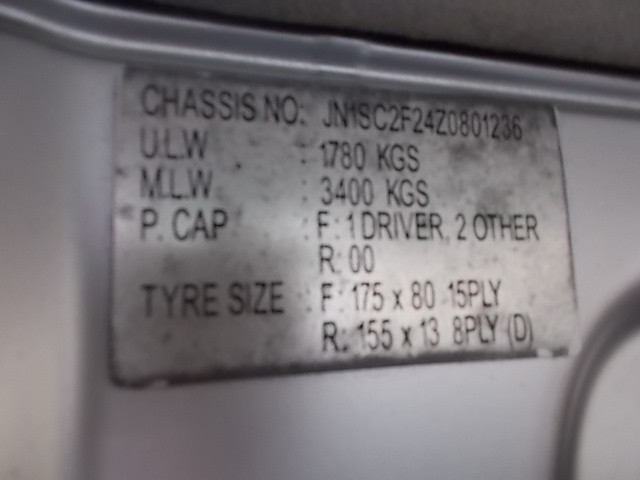 CHASSIS NO: JN1SC2F24Z0801236
U.L.W : 1780 KGS
M.L.W : 3400 KGS
P. CAP : F: 1 DRIVER, 2 OTHER
R: 00
TYRE SIZE : F: 175 x 80 15PLY
R: 155 x 13 8PLY (D)